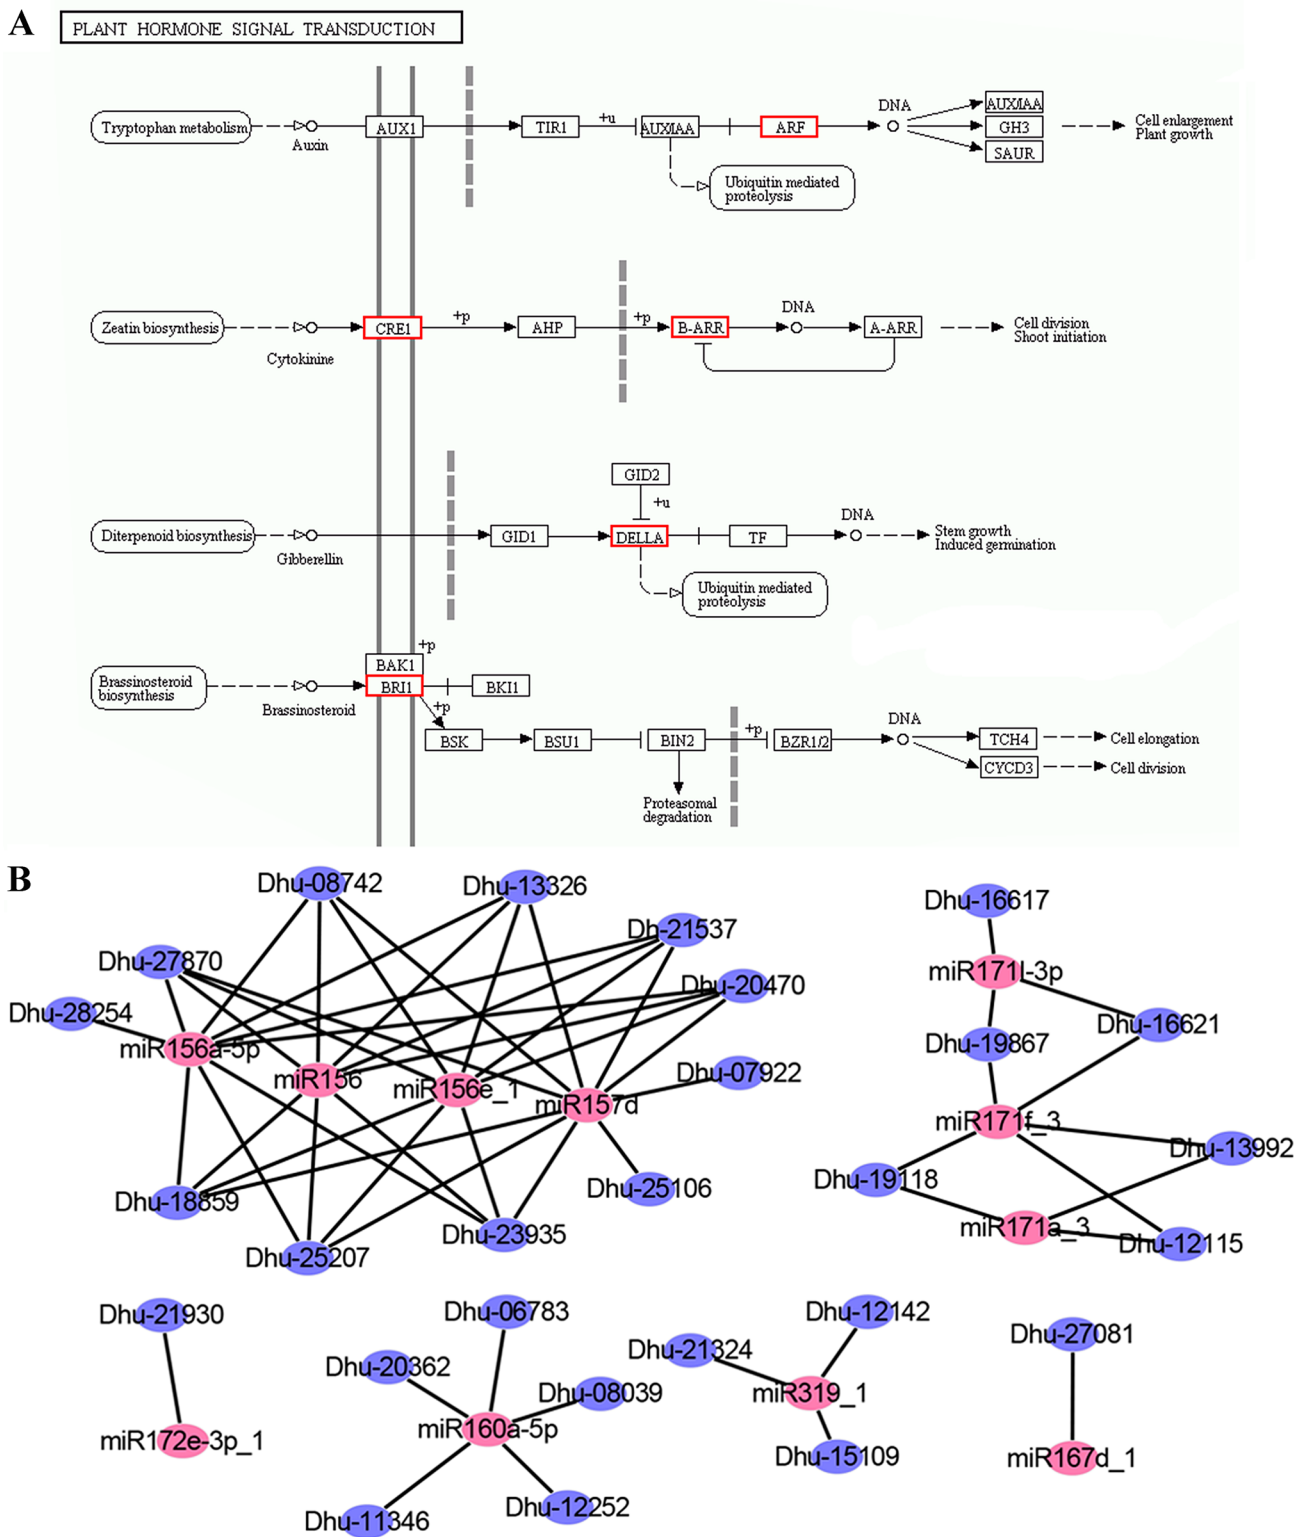 A
PLANT HORMONE SIGNAL TRANSDUCTION
Tryptophan metabolism
Auxin
AUX1
TIR1
+u
AUX/IAA
ARF
DNA
AUX/IAA
GH3
SAUR
Cell enlargement
Plant growth
Ubiquitin mediated
proteolysis
Zeatin biosynthesis
Cytokinine
CRE1
+p
AHP
+p
B-ARR
DNA
A-ARR
Cell division
Shoot initiation
GID2
+u
Diterpenoid biosynthesis
Gibberellin
GID1
DELLA
TF
DNA
Stem growth
Induced germination
Ubiquitin mediated
proteolysis
Brassinosteroid
biosynthesis
Brassinosteroid
BAK1
+p
BRI1
BKI1
+p
BSK
BSU1
BIN2
+p
BZR1/2
DNA
TCH4
Cell elongation
CYCD3
Cell division
Proteasomal
degradation
B
Dhu-08742
Dhu-13326
Dh-21537
Dhu-27870
Dhu-20470
Dhu-28254
miR156a-5p
miR156
miR156e_1
miR157d
Dhu-07922
Dhu-18859
Dhu-25106
Dhu-25207
Dhu-23935
Dhu-16617
miR171l-3p
Dhu-19867
Dhu-16621
miR171f_3
Dhu-13992
Dhu-19118
miR171a_3
Dhu-12115
Dhu-21930
miR172e-3p_1
Dhu-06783
Dhu-20362
Dhu-08039
miR160a-5p
Dhu-11346
Dhu-12252
Dhu-12142
Dhu-21324
miR319_1
Dhu-15109
Dhu-27081
miR167d_1